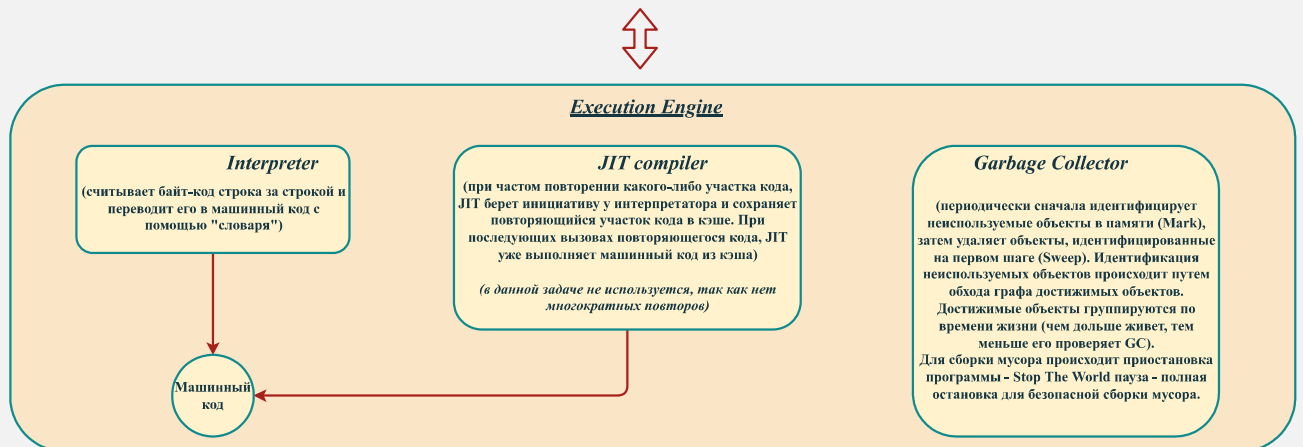 Execution Engine
Interpreter
(считывает байт-код строка за строкой и
переводит его в машинный код с
помощью "словаря")
JIT compiler
(при частом повторении какого-либо участка кода,
JIT берет инициативу у интерпретатора и сохраняет
повторяющийся участок кода в кэше. При
последующих вызовах повторяющегося кода, JIT
уже выполняет машинный код из кэша)
(в данной задаче не используется, так как нет
многократных повторов)
Garbage Collector
(периодически сначала идентифицирует
неиспользуемые объекты в памяти (Mark),
затем удаляет объекты, идентифицированные
на первом шаге (Sweep). Идентификация
неиспользуемых объектов происходит путем
обхода графа достижимых объектов.
Достижимые объекты группируются по
времени жизни (чем дольше живет, тем
меньше его проверяет GC).
Для сборки мусора происходит приостановка
программы - Stop The World пауза - полная
остановка для безопасной сборки мусора.
Машинный
код